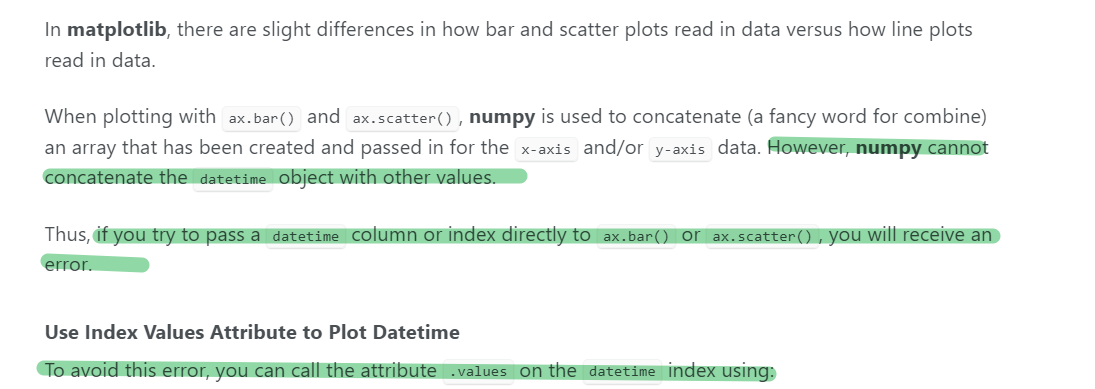 In matplotlib, there are slight differences in how bar and scatter plots read in data versus how line plots
read in data.
When plotting with ax.bar() and ax.scatter(), numpy is used to concatenate (a fancy word for combine)
an array that has been created and passed in for the x-axis and/or y-axis data. However, numpy cannot
concatenate the datetime object with other values.
Thus, if you try to pass a datetime column or index directly to ax.bar() or ax.scatter(), you will receive an
error.
Use Index Values Attribute to Plot Datetime
To avoid this error, you can call the attribute .values on the datetime index using: